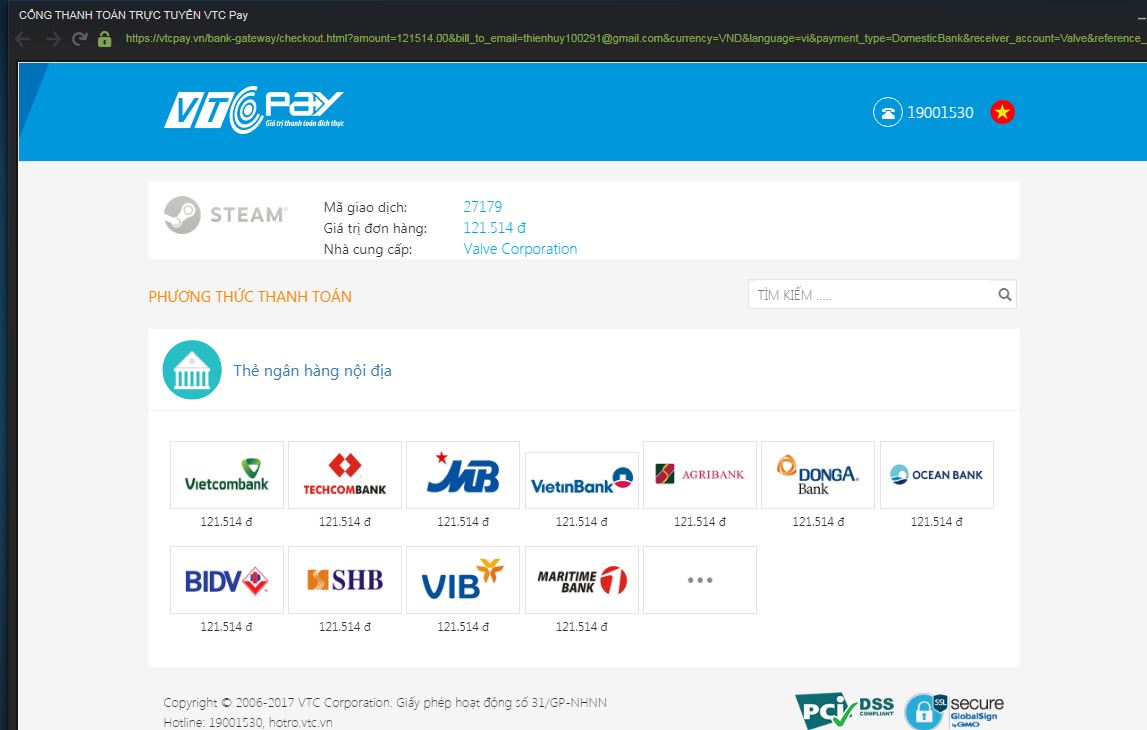 CỔNG THANH TOÁN TRỰC TUYẾN VTC Pay
https://vtcpay.vn/bank-gateway/checkout.html?amount=121514.00&bill_to_email=thienhuy100291@gmail.com&currency=VND&language=vi&payment_type=DomesticBank&receiver_account=Valve&reference_
VTC Pay
Giá trị thanh toán đích thực
19001530
STEAM
Mã giao dịch: 27179
Giá trị đơn hàng: 121.514 đ
Nhà cung cấp: Valve Corporation
PHƯƠNG THỨC THANH TOÁN
TÌM KIẾM .....
Thẻ ngân hàng nội địa
Vietcombank TECHCOMBANK MB VietinBank AGRIBANK DONGA Bank OCEAN BANK
121.514 đ 121.514 đ 121.514 đ 121.514 đ 121.514 đ 121.514 đ 121.514 đ
BIDV SHB VIB MARITIME BANK
121.514 đ 121.514 đ 121.514 đ 121.514 đ
Copyright © 2006-2017 VTC Corporation. Giấy phép hoạt động số 31/GP-NHNN
Hotline: 19001530, hotro.vtc.vn
PCI DSS COMPLIANT
SSL secure GlobalSign by GMO